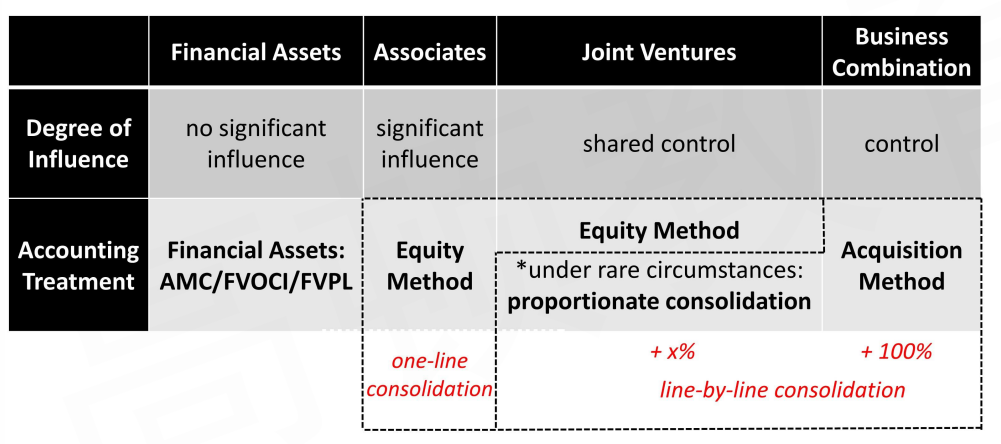 Financial Assets
Associates
Joint Ventures
Business
Combination
Degree of
Influence
no significant
influence
significant
influence
shared control
control
Accounting
Treatment
Financial Assets:
AMC/FVOCI/FVPL
Equity
Method
Equity Method
*under rare circumstances:
proportionate consolidation
Acquisition
Method
one-line
consolidation
+ x%
+ 100%
line-by-line consolidation